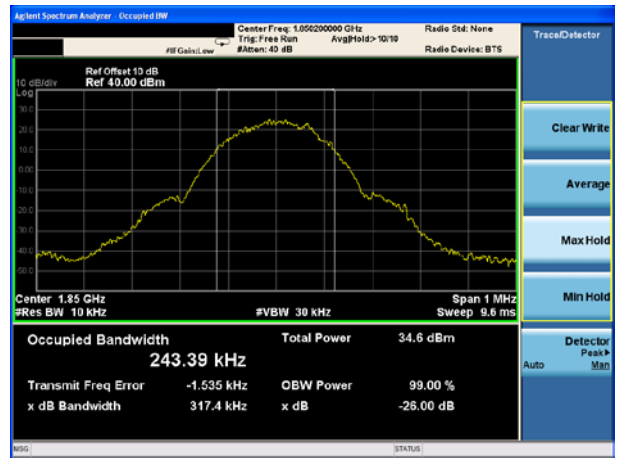 Agilent Spectrum Analyzer - Occupied BW
Center Freq: 1.850200000 GHz
Radio Std: None
Trace/Detector
Trig: Free Run
Avg|Hold:> 10/10
#IFGain:Low
#Atten: 40 dB
Radio Device: BTS
Ref Offset 10 dB
10 dB/div
Ref 40.00 dBm
Log
30.0
20.0
10.0
0.00
-10.0
-20.0
-30.0
-40.0
-50.0
Clear Write
Average
Max Hold
Min Hold
Detector
Peak▶
Auto
Man
Center 1.85 GHz
Span 1 MHz
#Res BW 10 kHz
#VBW 30 kHz
Sweep 9.6 ms
Occupied Bandwidth
Total Power
34.6 dBm
243.39 kHz
Transmit Freq Error
-1.535 kHz
OBW Power
99.00 %
x dB Bandwidth
317.4 kHz
x dB
-26.00 dB
MSG
STATUS